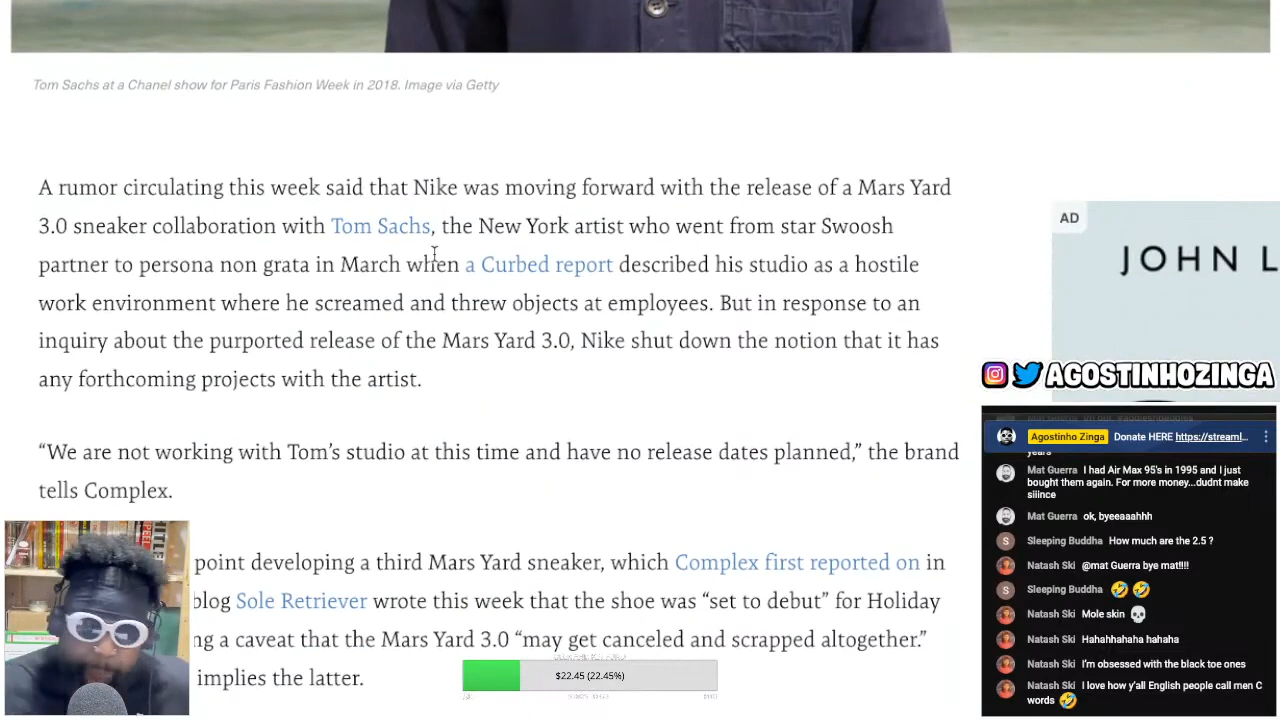 Tom Sachs at a Chanel show for Paris Fashion Week in 2018. Image via Getty
A rumor circulating this week said that Nike was moving forward with the release of a Mars Yard
3.0 sneaker collaboration with Tom Sachs, the New York artist who went from star Swoosh
partner to persona non grata in March when a Curbed report described his studio as a hostile
work environment where he screamed and threw objects at employees. But in response to an
inquiry about the purported release of the Mars Yard 3.0, Nike shut down the notion that it has
any forthcoming projects with the artist.
“We are not working with Tom’s studio at this time and have no release dates planned,” the brand
tells Complex.
point developing a third Mars Yard sneaker, which Complex first reported on in
blog Sole Retriever wrote this week that the shoe was “set to debut” for Holiday
ng a caveat that the Mars Yard 3.0 “may get canceled and scrapped altogether.”
implies the latter.
$22.45 (22.45%)
AD
JOHN L
AGOSTINHOZINGA
Agostinho Zinga Donate HERE https://streaml...
years
Mat Guerra I had Air Max 95's in 1995 and I just
bought them again. For more money...dudnt make
siince
Mat Guerra ok, byeeaaahhh
Sleeping Buddha How much are the 2.5 ?
Natash Ski @mat Guerra bye mat!!!!
Sleeping Buddha 🤣🤣
Natash Ski Mole skin 💀
Natash Ski Hahahhahaha hahaha
Natash Ski I'm obsessed with the black toe ones
Natash Ski I love how y'all English people call men C
words 🤣